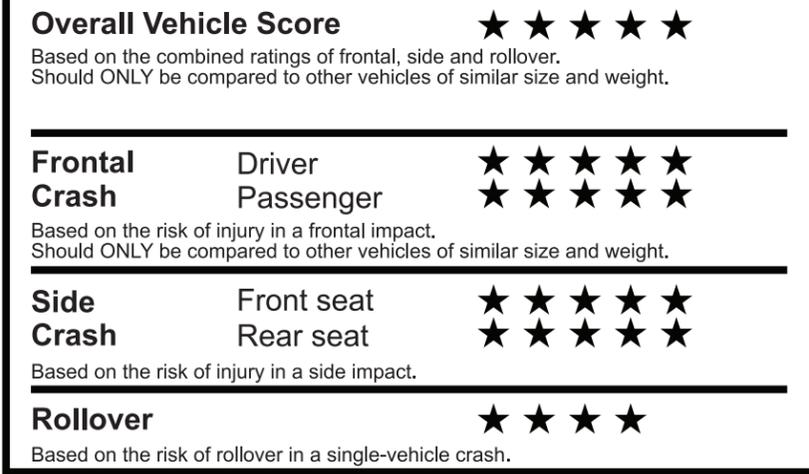 Overall Vehicle Score ★ ★ ★ ★ ★
Based on the combined ratings of frontal, side and rollover.
Should ONLY be compared to other vehicles of similar size and weight.
Frontal Driver ★ ★ ★ ★ ★
Crash Passenger ★ ★ ★ ★ ★
Based on the risk of injury in a frontal impact.
Should ONLY be compared to other vehicles of similar size and weight.
Side Front seat ★ ★ ★ ★ ★
Crash Rear seat ★ ★ ★ ★ ★
Based on the risk of injury in a side impact.
Rollover ★ ★ ★ ★
Based on the risk of rollover in a single-vehicle crash.